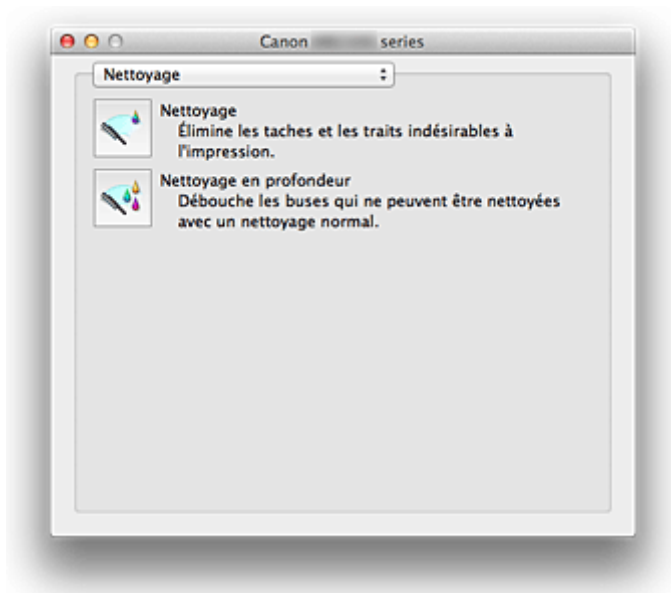 Canon series
Nettoyage
Nettoyage
Élimine les taches et les traits indésirables à
l'impression.
Nettoyage en profondeur
Débouche les buses qui ne peuvent être nettoyées
avec un nettoyage normal.